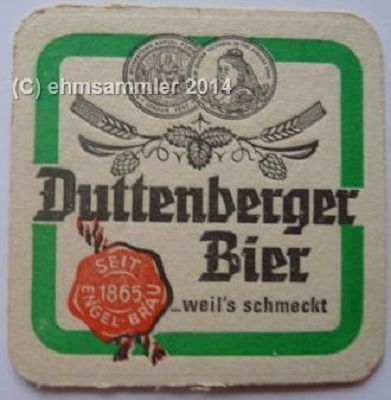 (C) ehmsammler 2014
Duttenberger
Bier
...weil's schmeckt
SEIT
1865
ENGEL-BRÄU